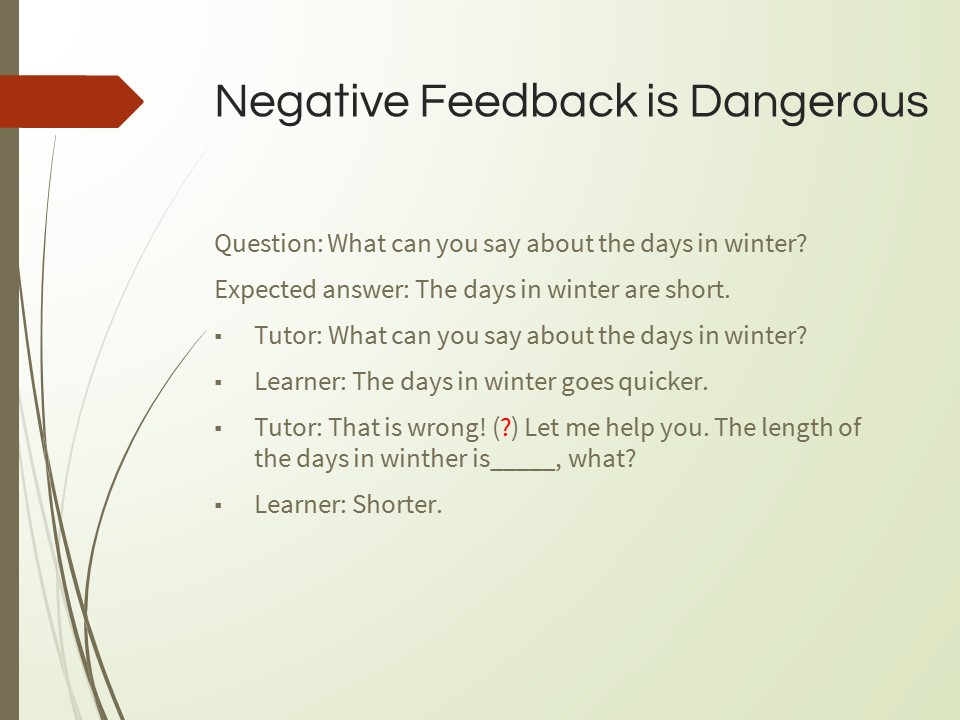 Negative Feedback is Dangerous
Question: What can you say about the days in winter?
Expected answer: The days in winter are short.
▪ Tutor: What can you say about the days in winter?
▪ Learner: The days in winter goes quicker.
▪ Tutor: That is wrong! (?) Let me help you. The length of
the days in winther is_____, what?
▪ Learner: Shorter.